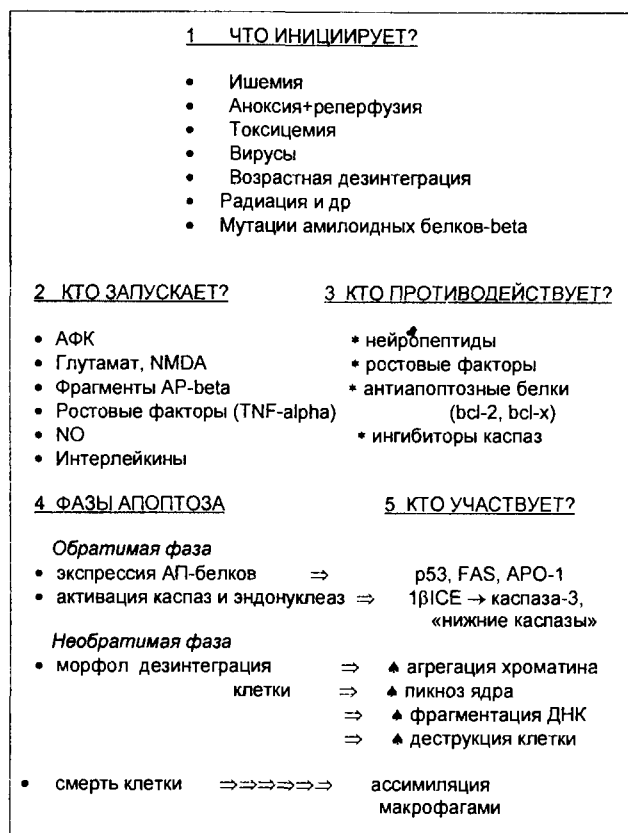 1 ЧТО ИНИЦИИРУЕТ?
• Ишемия
• Аноксия+реперфузия
• Токсицемия
• Вирусы
• Возрастная дезинтеграция
• Радиация и др
• Мутации амилоидных белков-beta
2 КТО ЗАПУСКАЕТ?
• АФК
• Глутамат, NMDA
• Фрагменты АР-beta
• Ростовые факторы (TNF-alpha)
• NO
• Интерлейкины
3 КТО ПРОТИВОДЕЙСТВУЕТ?
* нейропептиды
* ростовые факторы
* антиапоптозные белки
(bcl-2, bcl-x)
* ингибиторы каспаз
4 ФАЗЫ АПОПТОЗА 5 КТО УЧАСТВУЕТ?
Обратимая фаза
• экспрессия АП-белков ⇒ p53, FAS, APO-1
• активация каспаз и эндонуклеаз ⇒ 1βICE → каспаза-3,
«нижние каспазы»
Необратимая фаза
• морфол дезинтеграция ⇒ ♠ агрегация хроматина
клетки ⇒ ♠ пикноз ядра
⇒ ♠ фрагментация ДНК
⇒ ♠ деструкция клетки
• смерть клетки ⇒⇒⇒⇒⇒⇒ ассимиляция
макрофагами